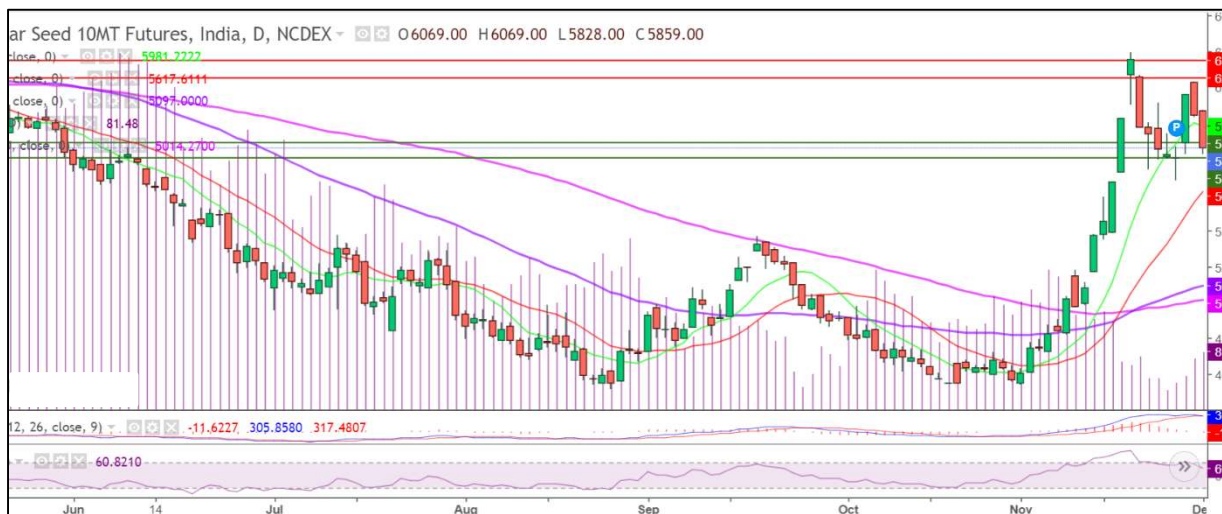 ar Seed 10MT Futures, India, D, NCDEX O6069.00 H6069.00 L5828.00 C5859.00
close, 0) 5981.2222
close, 0) 5617.6111
close, 0) 5097.0000
81.48
close, 0) 5014.2700
P
12, 26, close, 9) -11.6227 305.8580 317.4807
60.8210
Jun 14 Jul Aug Sep Oct Nov De